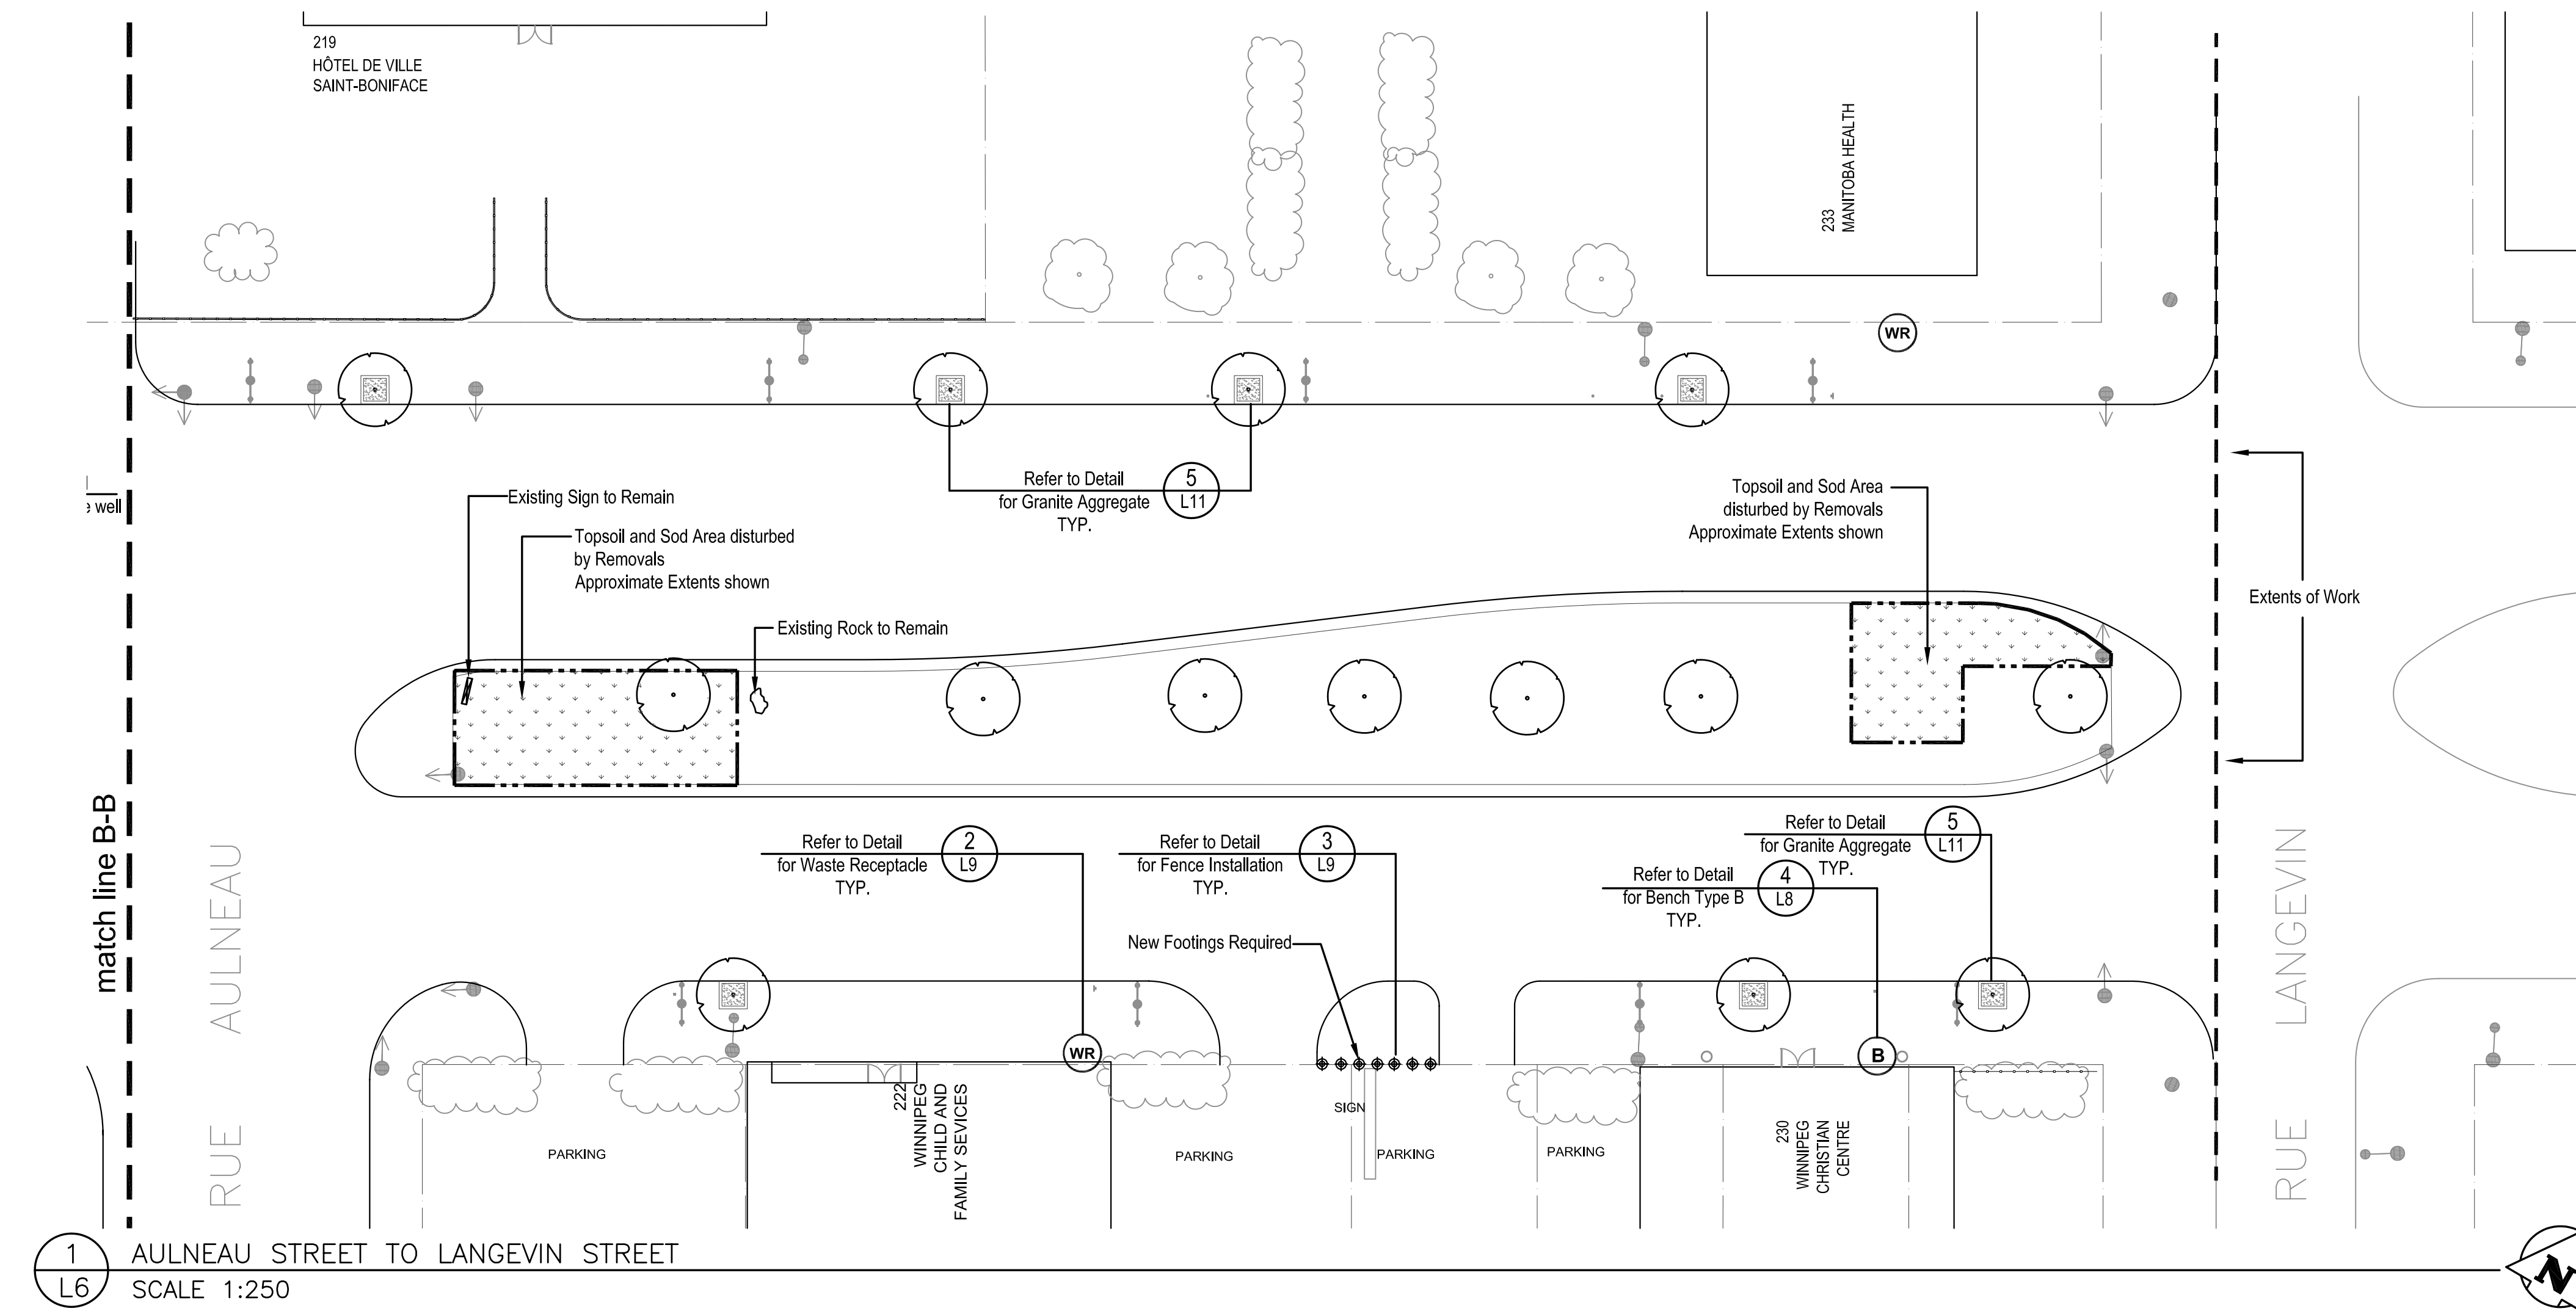 219
HÔTEL DE VILLE
SAINT-BONIFACE
233
MANITOBA HEALTH
WR
e well
Existing Sign to Remain
Topsoil and Sod Area disturbed
by Removals
Approximate Extents shown
Existing Rock to Remain
Refer to Detail
for Granite Aggregate
TYP.
5
L11
Topsoil and Sod Area
disturbed by Removals
Approximate Extents shown
Extents of Work
match line B-B
RUE AULNEAU
Refer to Detail
for Waste Receptacle
TYP.
2
L9
Refer to Detail
for Fence Installation
TYP.
3
L9
New Footings Required
Refer to Detail
for Granite Aggregate
TYP.
5
L11
Refer to Detail
for Bench Type B
TYP.
4
L8
RUE LANGEVIN
WR
B
PARKING
222
WINNIPEG
CHILD AND
FAMILY SEVICES
PARKING
SIGN
PARKING
PARKING
230
WINNIPEG
CHRISTIAN
CENTRE
1
L6
AULNEAU STREET TO LANGEVIN STREET
SCALE 1:250
N